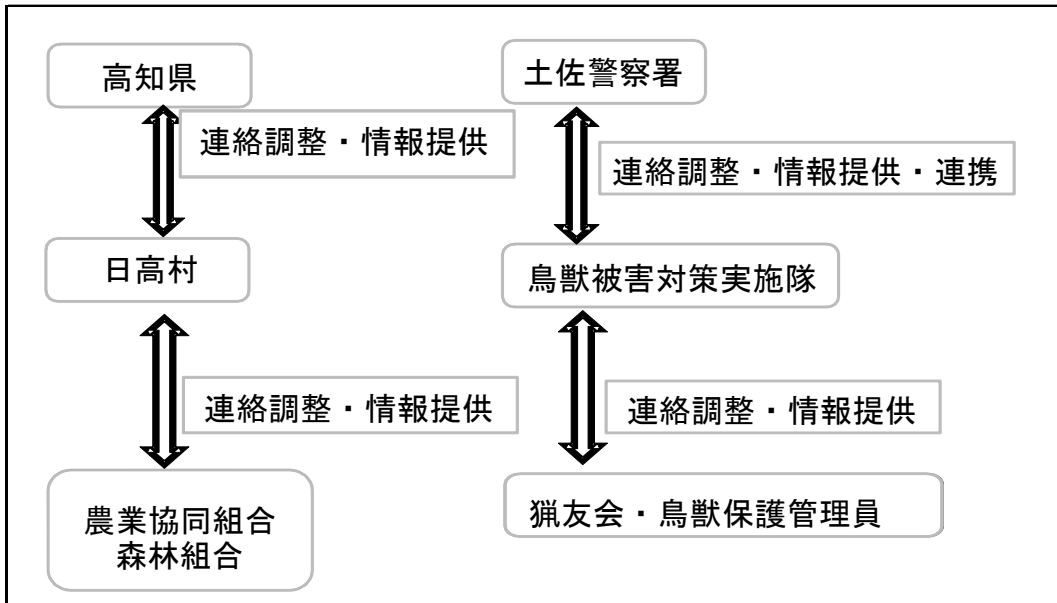 高知県
連絡調整・情報提供
日高村
連絡調整・情報提供
農業協同組合
森林組合
土佐警察署
連絡調整・情報提供・連携
鳥獣被害対策実施隊
連絡調整・情報提供
猟友会・鳥獣保護管理員